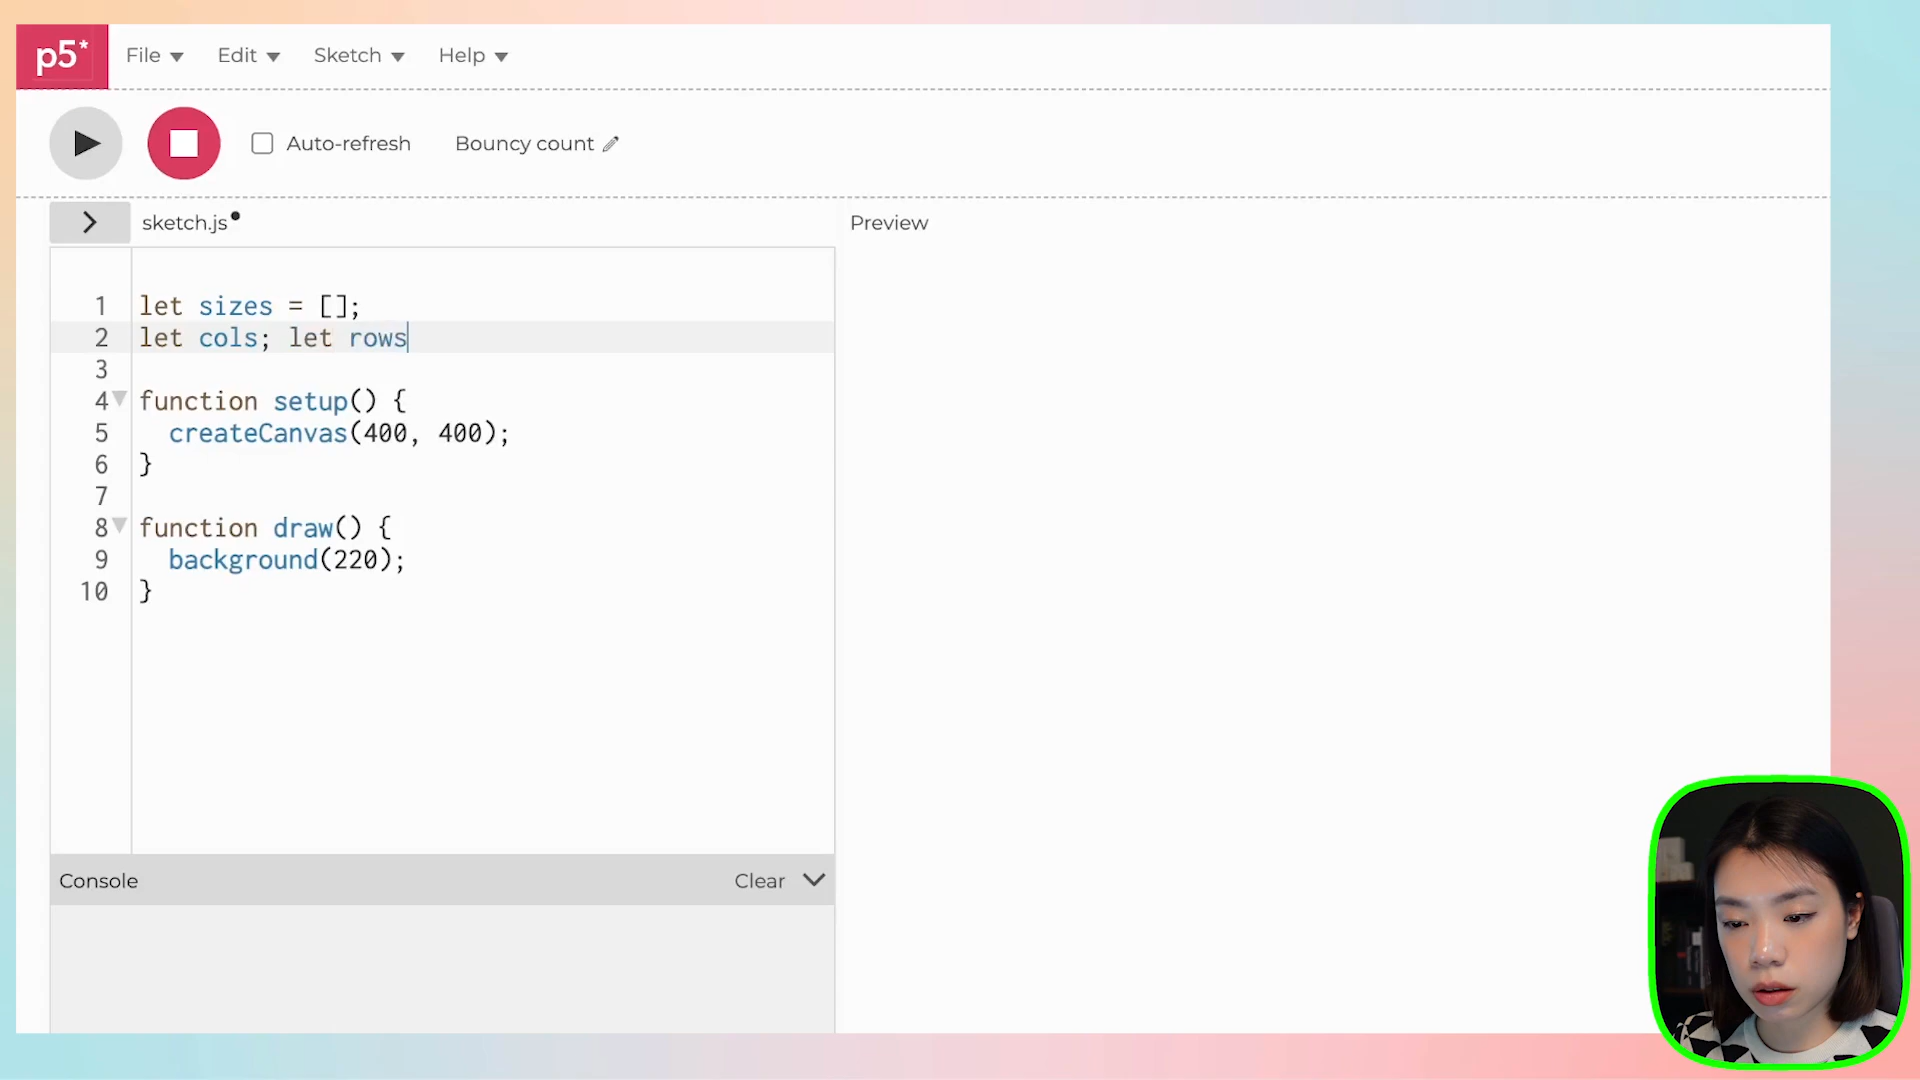 p5* File Edit Sketch Help
Auto-refresh Bouncy count
sketch.js Preview
1 let sizes = [];
2 let cols; let rows
3
4 function setup() {
5 createCanvas(400, 400);
6 }
7
8 function draw() {
9 background(220);
10 }
Console Clear